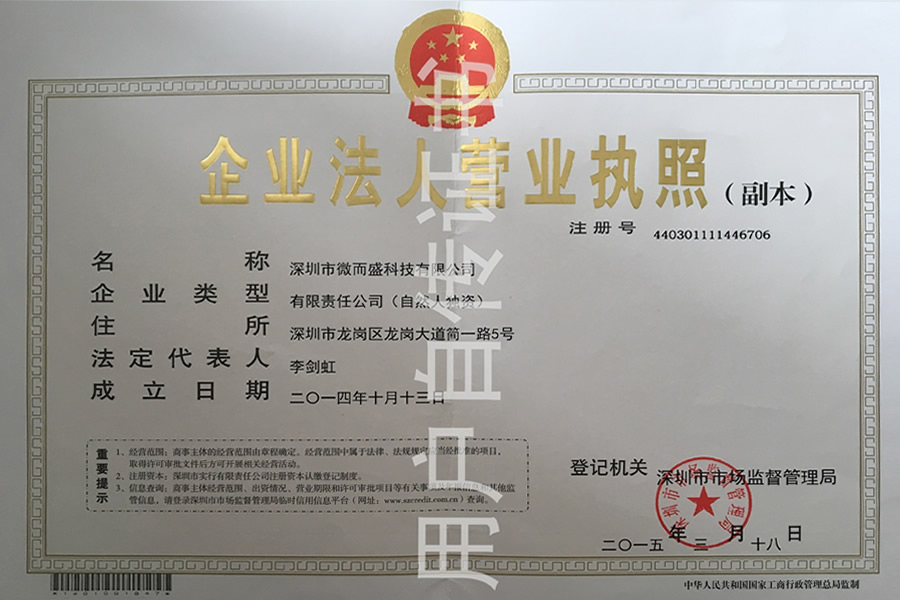 企业法人营业执照（副本）
注册号 440301111446706
名称 深圳市微而盛科技有限公司
企业类型 有限责任公司（自然人独资）
住所 深圳市龙岗区龙岗大道简一路5号
法定代表人 李剑虹
成立日期 二〇一四年十月十三日
重要提示
1、经营范围：商事主体的经营范围由章程确定。经营范围中属于法律、法规规定应当经批准的项目，
取得许可审批文件后方可开展相关经营活动。
2、注册资本：深圳市实行有限责任公司注册资本认缴登记制度。
3、信息查询：商事主体经营范围、出资情况、营业期限和许可审批项目等有关事项及年报信息和其他监
管信息，请登录深圳市市场监督管理局临时信用信息平台（网址：www.szcredit.com.cn）查询。
登记机关 深圳市市场监督管理局
二〇一五年三月十八日
中华人民共和国国家工商行政管理总局监制
用户自传证书